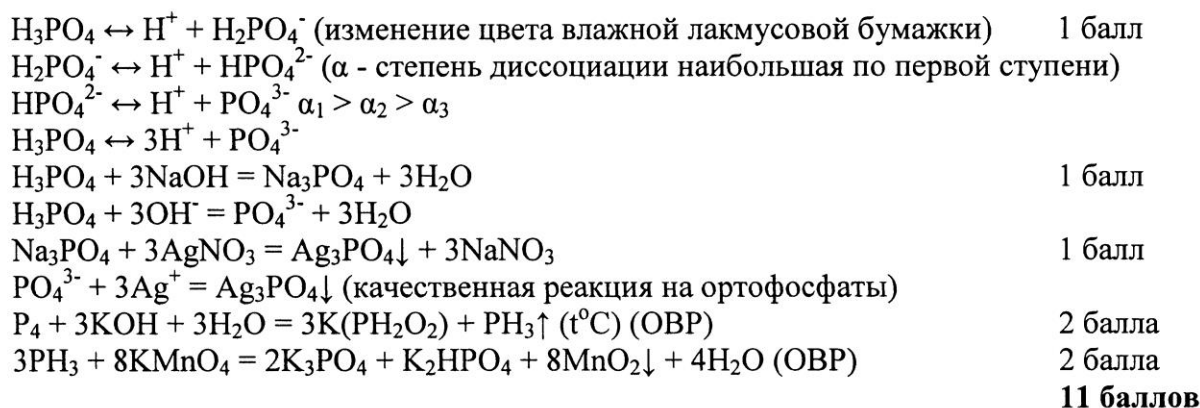 H₃PO₄ ↔ H⁺ + H₂PO₄⁻ (изменение цвета влажной лакмусовой бумажки) 1 балл
H₂PO₄⁻ ↔ H⁺ + HPO₄²⁻ (α - степень диссоциации наибольшая по первой ступени)
HPO₄²⁻ ↔ H⁺ + PO₄³⁻ α₁ > α₂ > α₃
H₃PO₄ ↔ 3H⁺ + PO₄³⁻
H₃PO₄ + 3NaOH = Na₃PO₄ + 3H₂O 1 балл
H₃PO₄ + 3OH⁻ = PO₄³⁻ + 3H₂O
Na₃PO₄ + 3AgNO₃ = Ag₃PO₄↓ + 3NaNO₃ 1 балл
PO₄³⁻ + 3Ag⁺ = Ag₃PO₄↓ (качественная реакция на ортофосфаты)
P₄ + 3KOH + 3H₂O = 3K(PH₂O₂) + PH₃↑ (t°C) (ОВР) 2 балла
3PH₃ + 8KMnO₄ = 2K₃PO₄ + K₂HPO₄ + 8MnO₂↓ + 4H₂O (ОВР) 2 балла
11 баллов